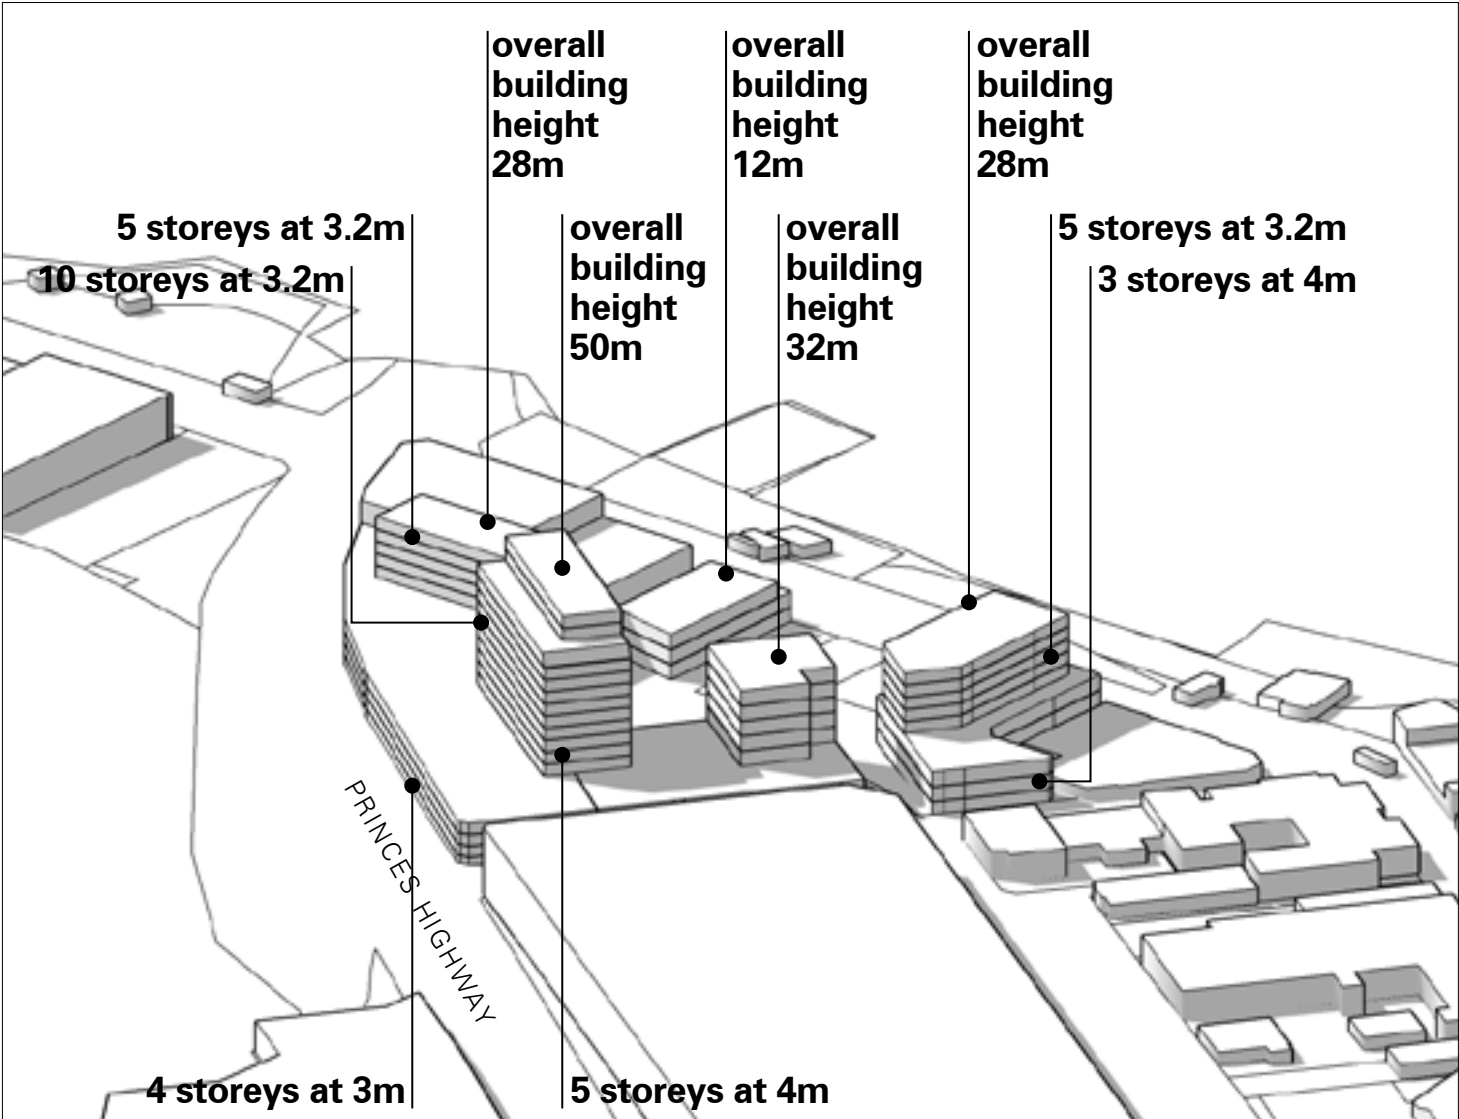 overall
building
height
28m
overall
building
height
12m
overall
building
height
28m
5 storeys at 3.2m
10 storeys at 3.2m
overall
building
height
50m
overall
building
height
32m
5 storeys at 3.2m
3 storeys at 4m
PRINCES HIGHWAY
4 storeys at 3m
5 storeys at 4m